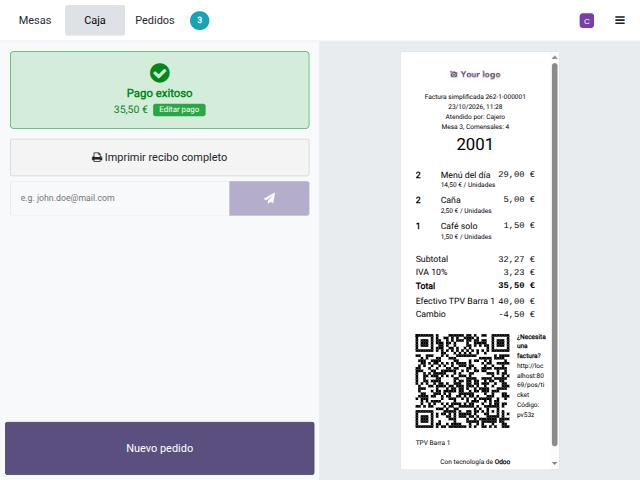 Mesas
Caja
Pedidos
3
C
Pago exitoso
35,50 € Editar pago
Imprimir recibo completo
e.g. john.doe@mail.com
Nuevo pedido
Your logo
Factura simplificada 262-1-000001
23/10/2026, 11:28
Atendido por: Cajero
Mesa 3, Comensales: 4
2001
2 Menú del día 29,00 €
14,50 € / Unidades
2 Caña 5,00 €
2,50 € / Unidades
1 Café solo 1,50 €
1,50 € / Unidades
Subtotal 32,27 €
IVA 10% 3,23 €
Total 35,50 €
Efectivo TPV Barra 1 40,00 €
Cambio -4,50 €
¿Necesita
una
factura?
http://loc
alhost:80
69/pos/ti
cket
Código:
pv53z
TPV Barra 1
Con tecnología de Odoo